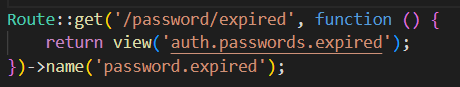 Route::get('/password/expired', function () {
    return view('auth.passwords.expired');
})->name('password.expired');